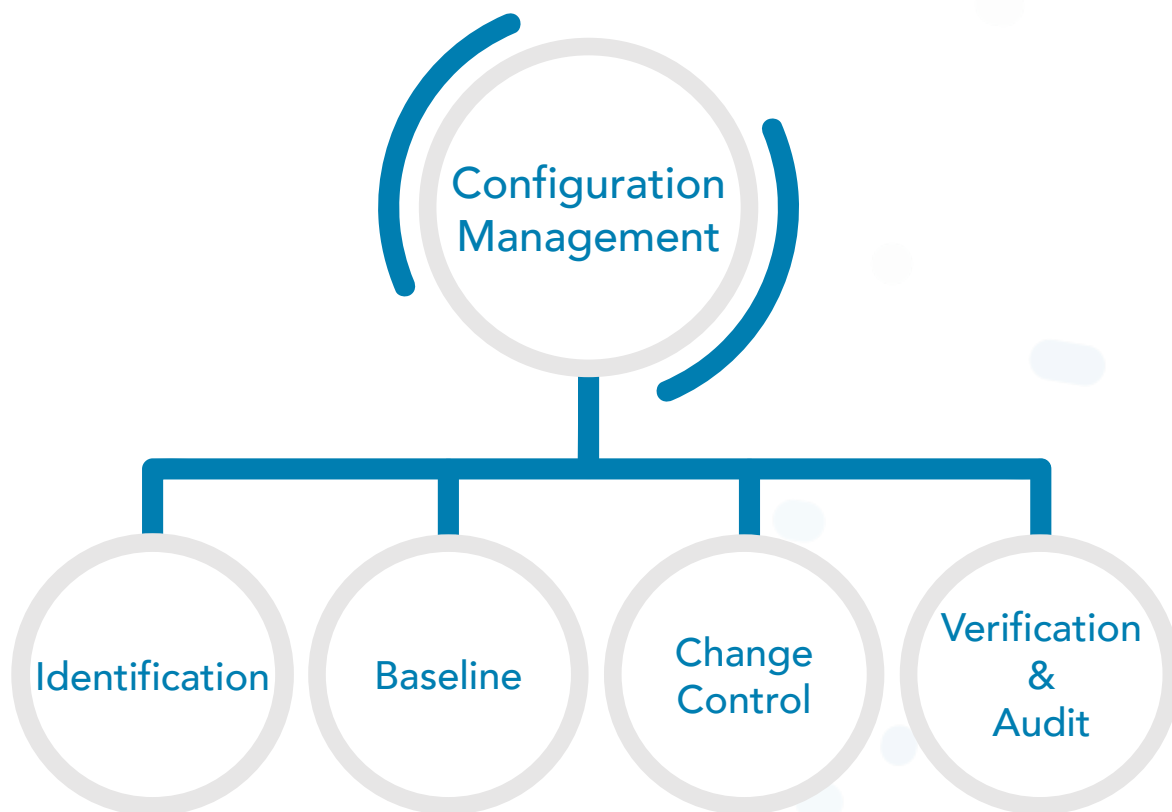 Configuration
Management
Identification
Baseline
Change
Control
Verification
&
Audit